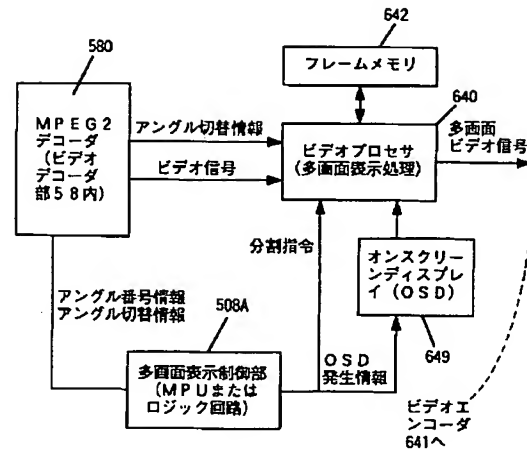 642
フレームメモリ
580
MPEG2
デコーダ
(ビデオ
デコーダ
部58内)
アングル切替情報
ビデオ信号
640
ビデオプロセサ
(多画面表示処理)
多画面
ビデオ信号
分割指令
オンスクリー
ンディスプレ
イ(OSD)
649
アングル番号情報
アングル切替情報
508A
多画面表示制御部
(MPUまたは
ロジック回路)
OSD
発生情報
ビデオエン
コーダ
641へ